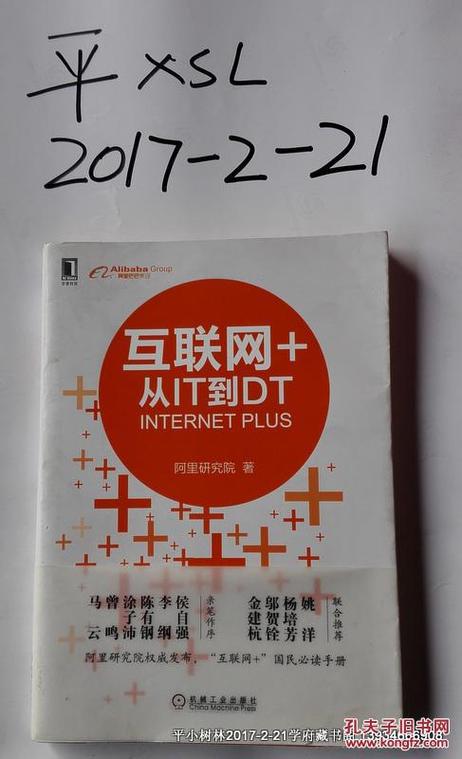 平 XSL
2017-2-21
华章科技
Alibaba Group
阿里巴巴集团
互联网+
从IT到DT
INTERNET PLUS
阿里研究院 著
马云 曾鸣 涂子沛 陈有钢 李纲 侯自强 亲笔作序
金建杭 邬贺铨 杨培芳 姚洋 联合推荐
阿里研究院权威发布，“互联网+”国民必读手册
机械工业出版社
China Machine Press
平小树林2017-2-21学府藏书
孔夫子旧书网